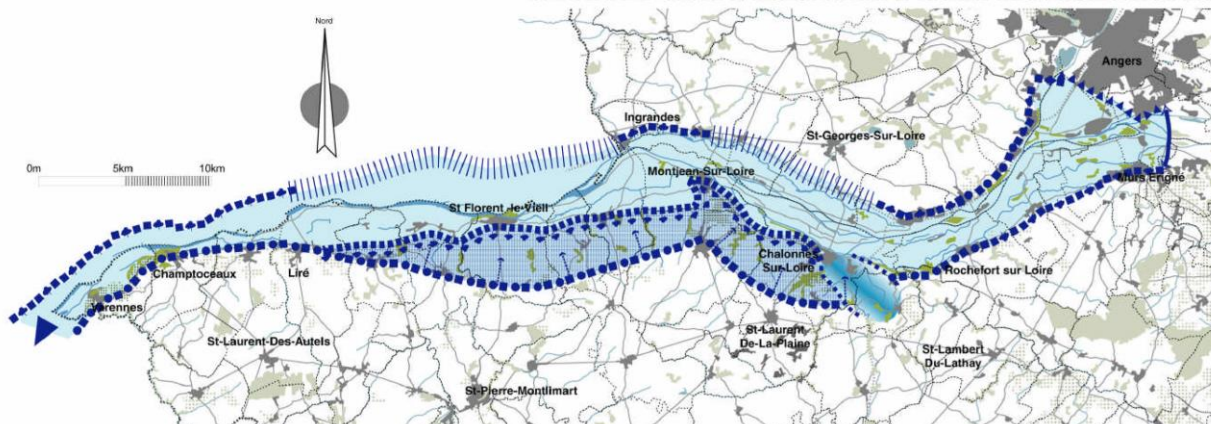 Nord
Angers
Ingrandes
St-Georges-Sur-Loire
0m
5km
10km
Montjean-Sur-Loire
Murs Erigné
St Florent -le-Vieil
Chalonnes
Sur-Loire
Champtoceaux
Liré
Rochefort sur Loire
Varennes
St-Laurent-Des-Autels
St-Laurent
De-La-Plaine
St-Lambert
Du-Lathay
St-Pierre-Montlimart